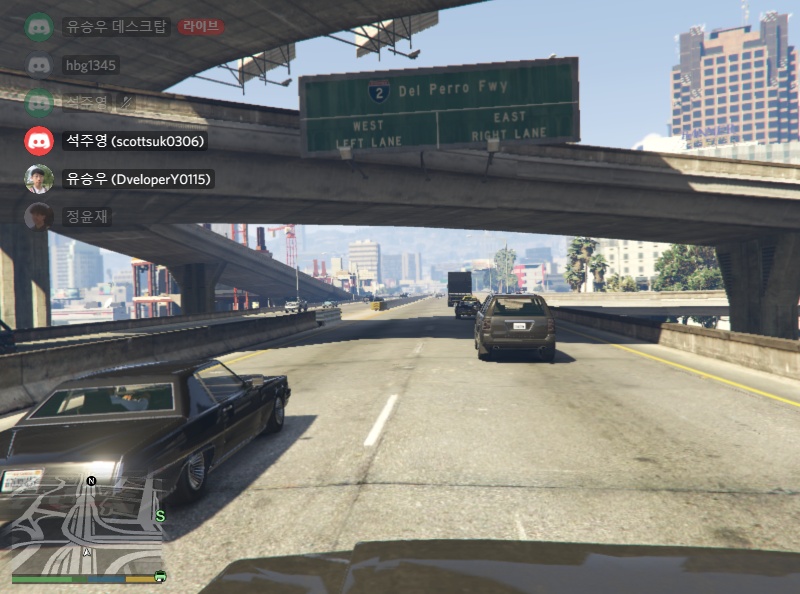 유승우 데스크탑 라이브
hbg1345
석주영
석주영 (scottsuk0306)
유승우 (DveloperY0115)
정윤재
2 Del Perro Fwy
WEST
LEFT LANE
EAST
RIGHT LANE
N
S